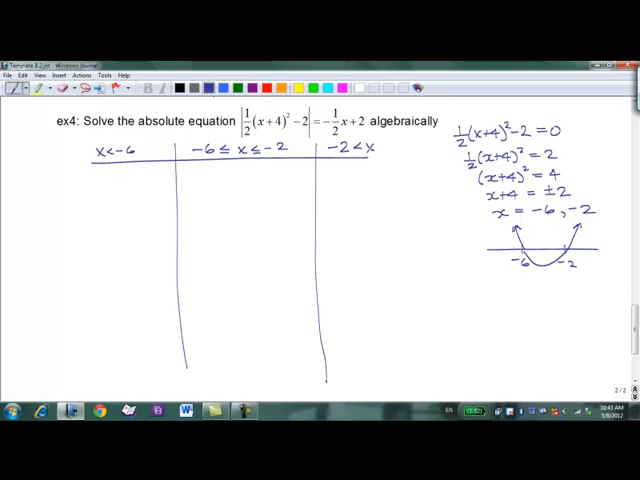 Template 8.2.jnt - Windows Journal
File Edit View Insert Actions Tools Help
ex4: Solve the absolute equation |1/2(x+4)²−2| = −1/2x+2 algebraically
x<-6 -6 ≤ x ≤ -2 -2 < x
1/2(x+4)²-2=0
1/2(x+4)² = 2
(x+4)² = 4
x+4 = ±2
x = -6, -2
-6 -2
2 / 2
EN
10:43 AM
5/8/2012